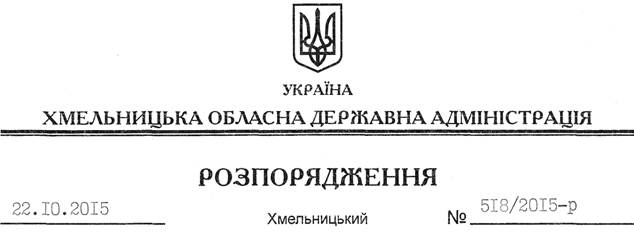 УКРАЇНА
ХМЕЛЬНИЦЬКА ОБЛАСНА ДЕРЖАВНА АДМІНІСТРАЦІЯ
РОЗПОРЯДЖЕННЯ
22.10.2015 Хмельницький № 518/2015-р